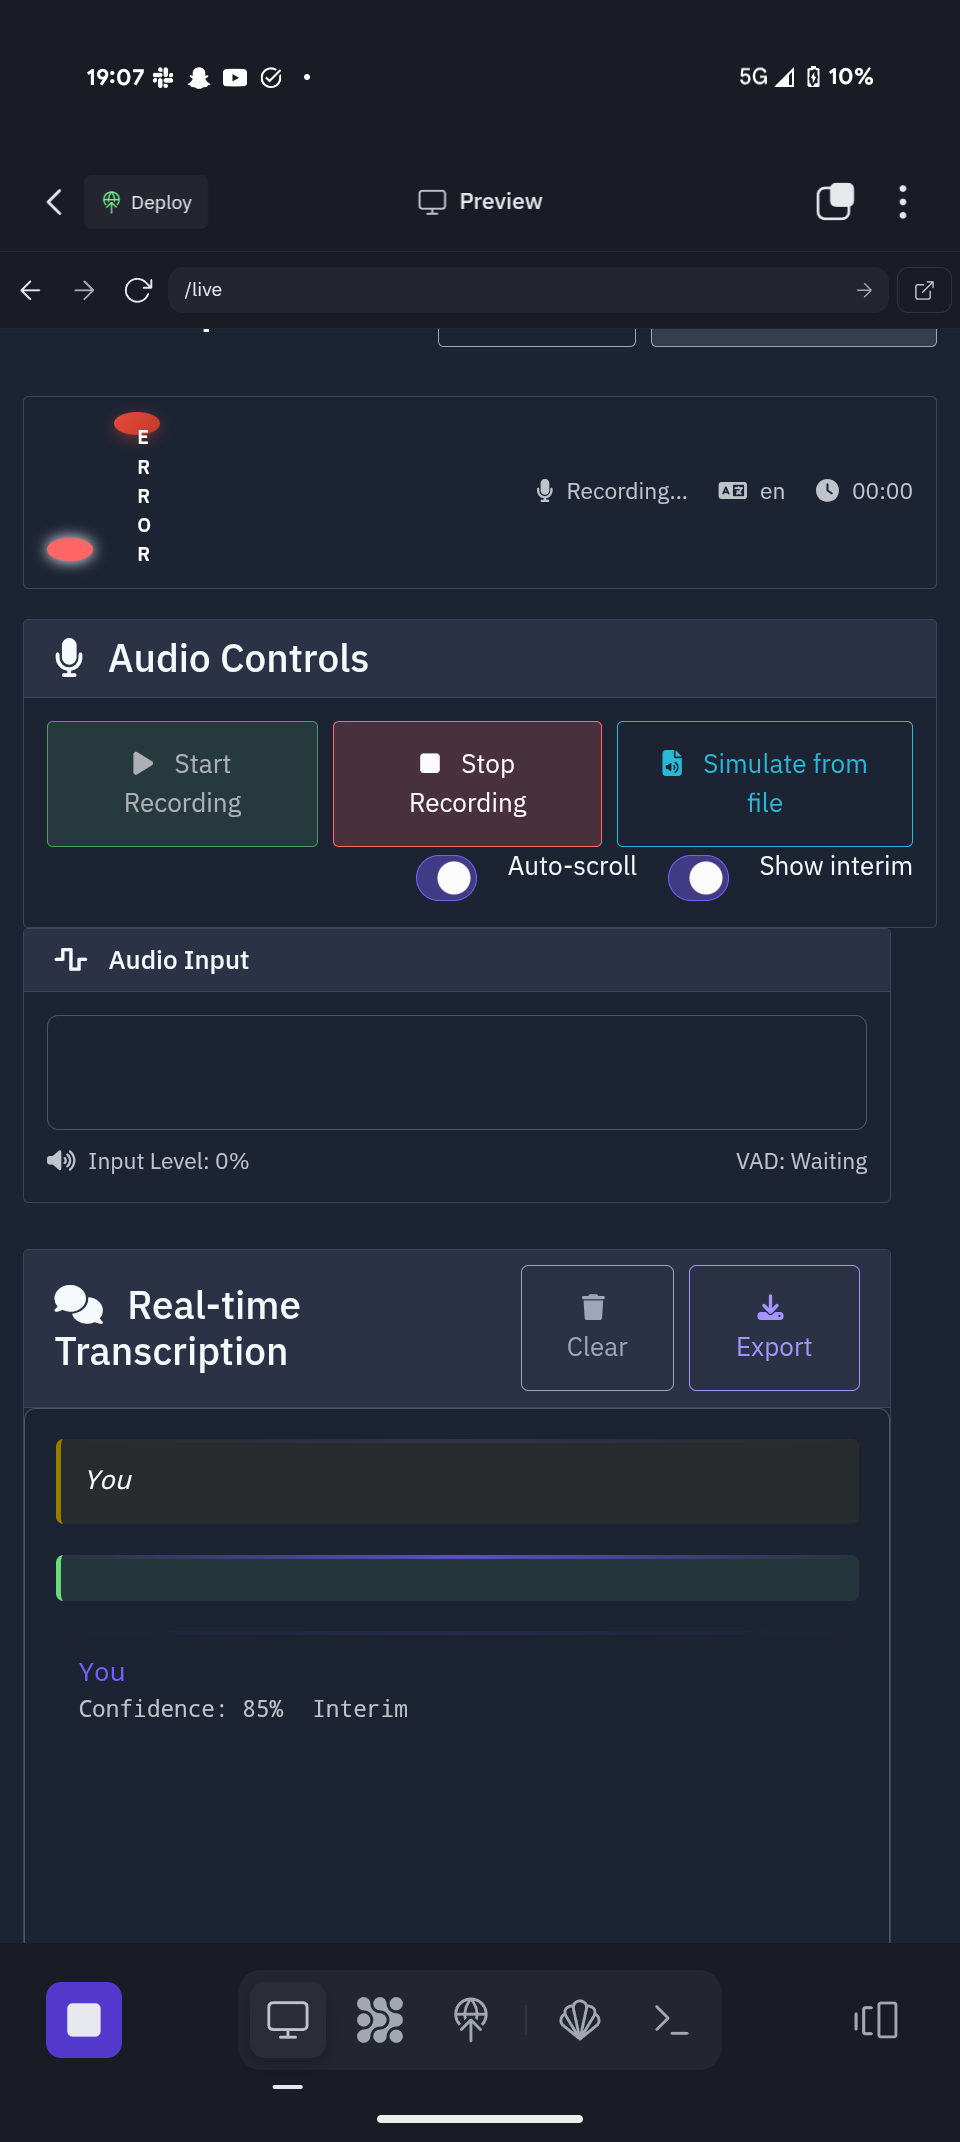 19:07
5G 10%
Deploy
Preview
/live
E
R
R
O
R
Recording...
en
00:00
Audio Controls
Start
Recording
Stop
Recording
Simulate from
file
Auto-scroll
Show interim
Audio Input
Input Level: 0%
VAD: Waiting
Real-time
Transcription
Clear
Export
You
You
Confidence: 85% Interim